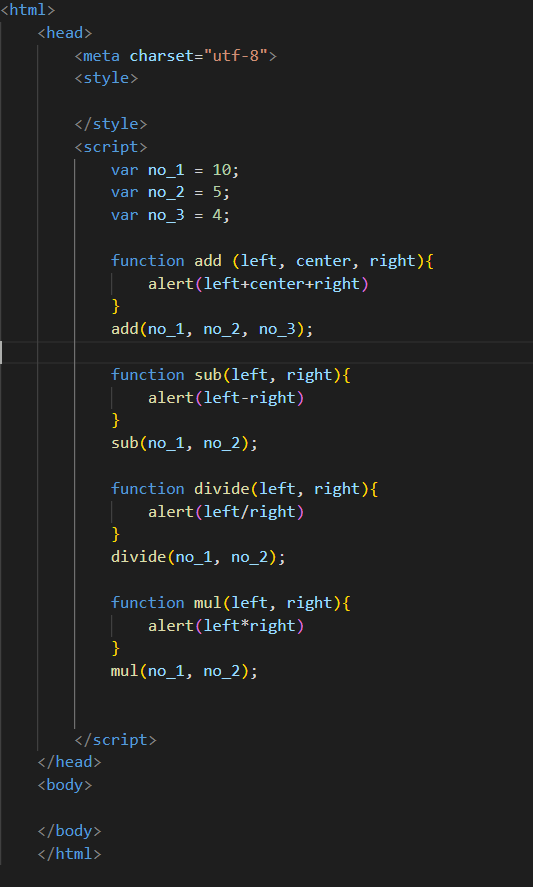 <html>
<head>
<meta charset="utf-8">
<style>
</style>
<script>
var no_1 = 10;
var no_2 = 5;
var no_3 = 4;
function add (left, center, right){
alert(left+center+right)
}
add(no_1, no_2, no_3);
function sub(left, right){
alert(left-right)
}
sub(no_1, no_2);
function divide(left, right){
alert(left/right)
}
divide(no_1, no_2);
function mul(left, right){
alert(left*right)
}
mul(no_1, no_2);
</script>
</head>
<body>
</body>
</html>